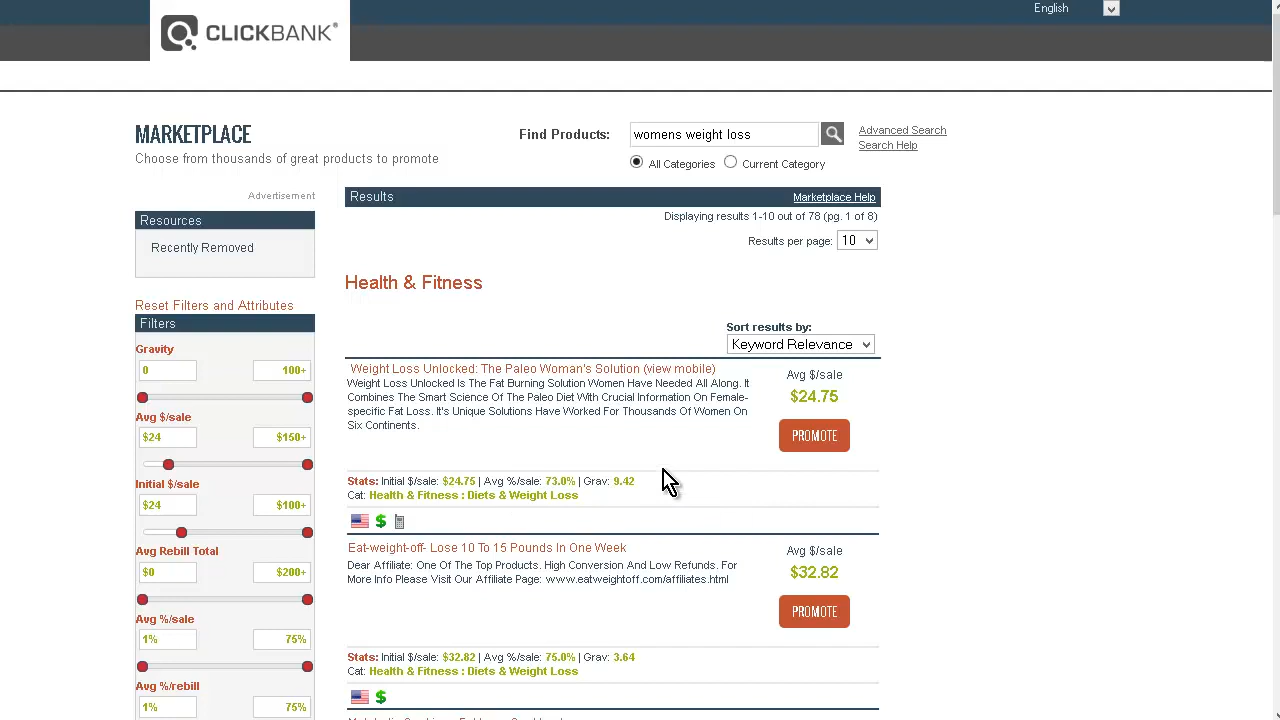 English
CLICKBANK®
MARKETPLACE
Choose from thousands of great products to promote
Find Products:
womens weight loss
Advanced Search
Search Help
All Categories
Current Category
Advertisement
Resources
Recently Removed
Reset Filters and Attributes
Filters
Gravity
0 100+
Avg $/sale
$24 $150+
Initial $/sale
$24 $100+
Avg Rebill Total
$0 $200+
Avg %/sale
1% 75%
Avg %/rebill
1% 75%
Results Marketplace Help
Displaying results 1-10 out of 78 (pg. 1 of 8)
Results per page: 10
Health & Fitness
Sort results by:
Keyword Relevance
Weight Loss Unlocked: The Paleo Woman's Solution (view mobile)
Weight Loss Unlocked Is The Fat Burning Solution Women Have Needed All Along. It
Combines The Smart Science Of The Paleo Diet With Crucial Information On Female-
specific Fat Loss. It's Unique Solutions Have Worked For Thousands Of Women On
Six Continents.
Avg $/sale
$24.75
PROMOTE
Stats: Initial $/sale: $24.75 | Avg %/sale: 73.0% | Grav: 9.42
Cat: Health & Fitness : Diets & Weight Loss
Eat-weight-off- Lose 10 To 15 Pounds In One Week
Dear Affiliate: One Of The Top Products. High Conversion And Low Refunds. For
More Info Please Visit Our Affiliate Page: www.eatweightoff.com/affiliates.html
Avg $/sale
$32.82
PROMOTE
Stats: Initial $/sale: $32.82 | Avg %/sale: 75.0% | Grav: 3.64
Cat: Health & Fitness : Diets & Weight Loss